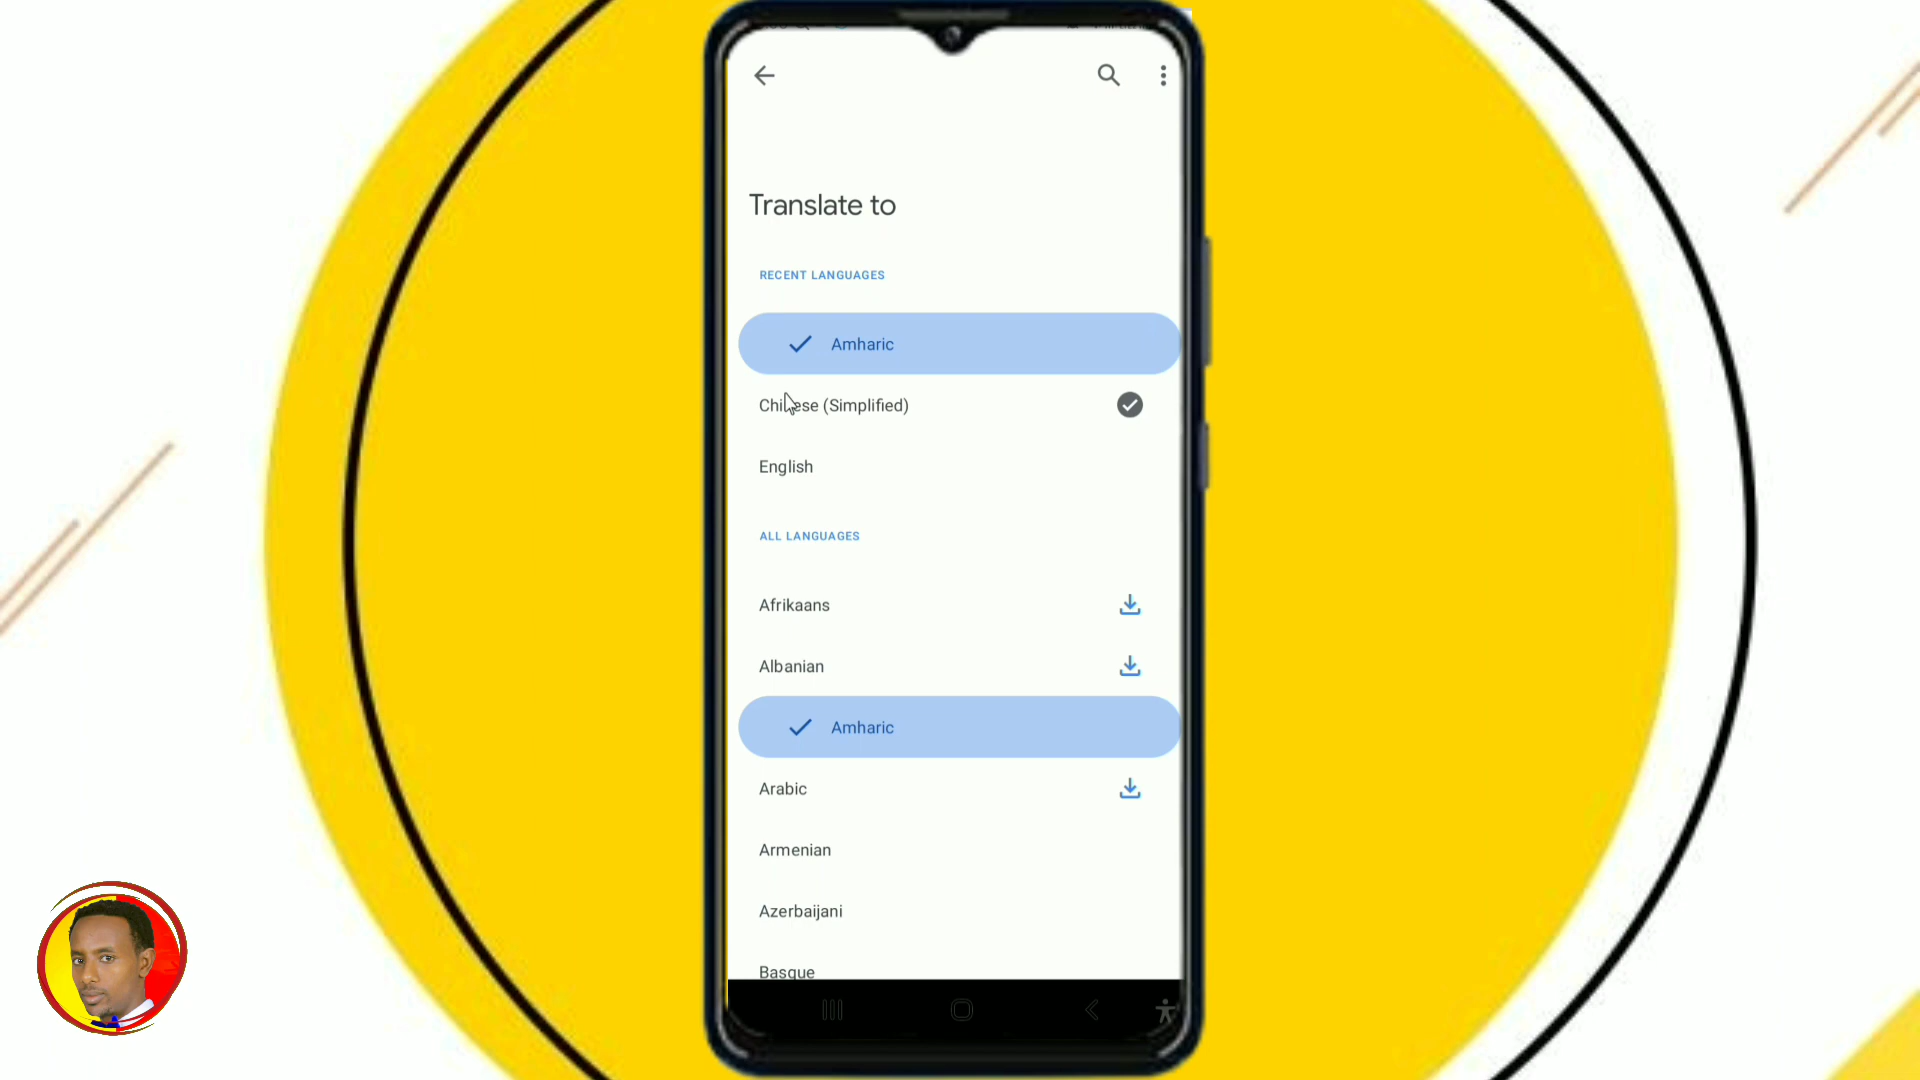 Translate to
RECENT LANGUAGES
Amharic
Chinese (Simplified)
English
ALL LANGUAGES
Afrikaans
Albanian
Amharic
Arabic
Armenian
Azerbaijani
Basque